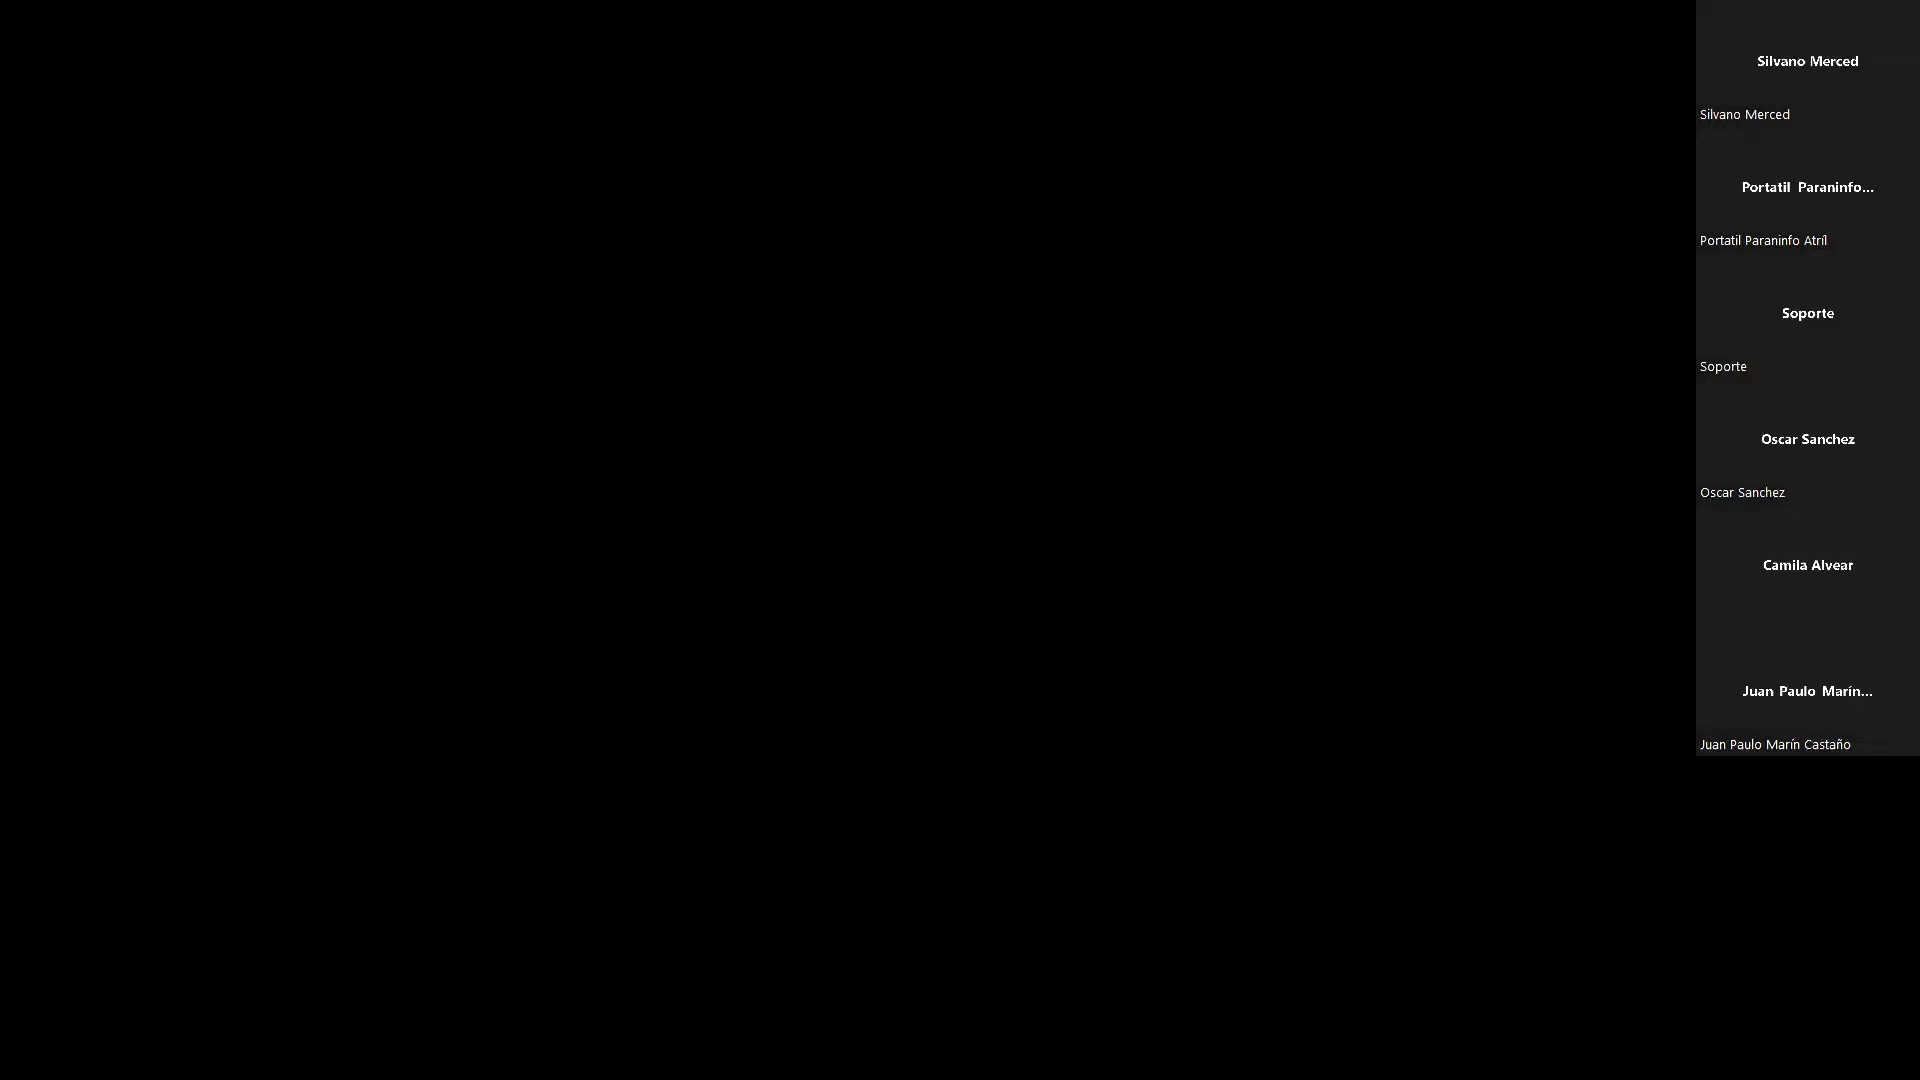 Silvano Merced
Silvano Merced
Portatil Paraninfo...
Portatil Paraninfo Atríl
Soporte
Soporte
Oscar Sanchez
Oscar Sanchez
Camila Alvear
Juan Paulo Marín...
Juan Paulo Marín Castaño